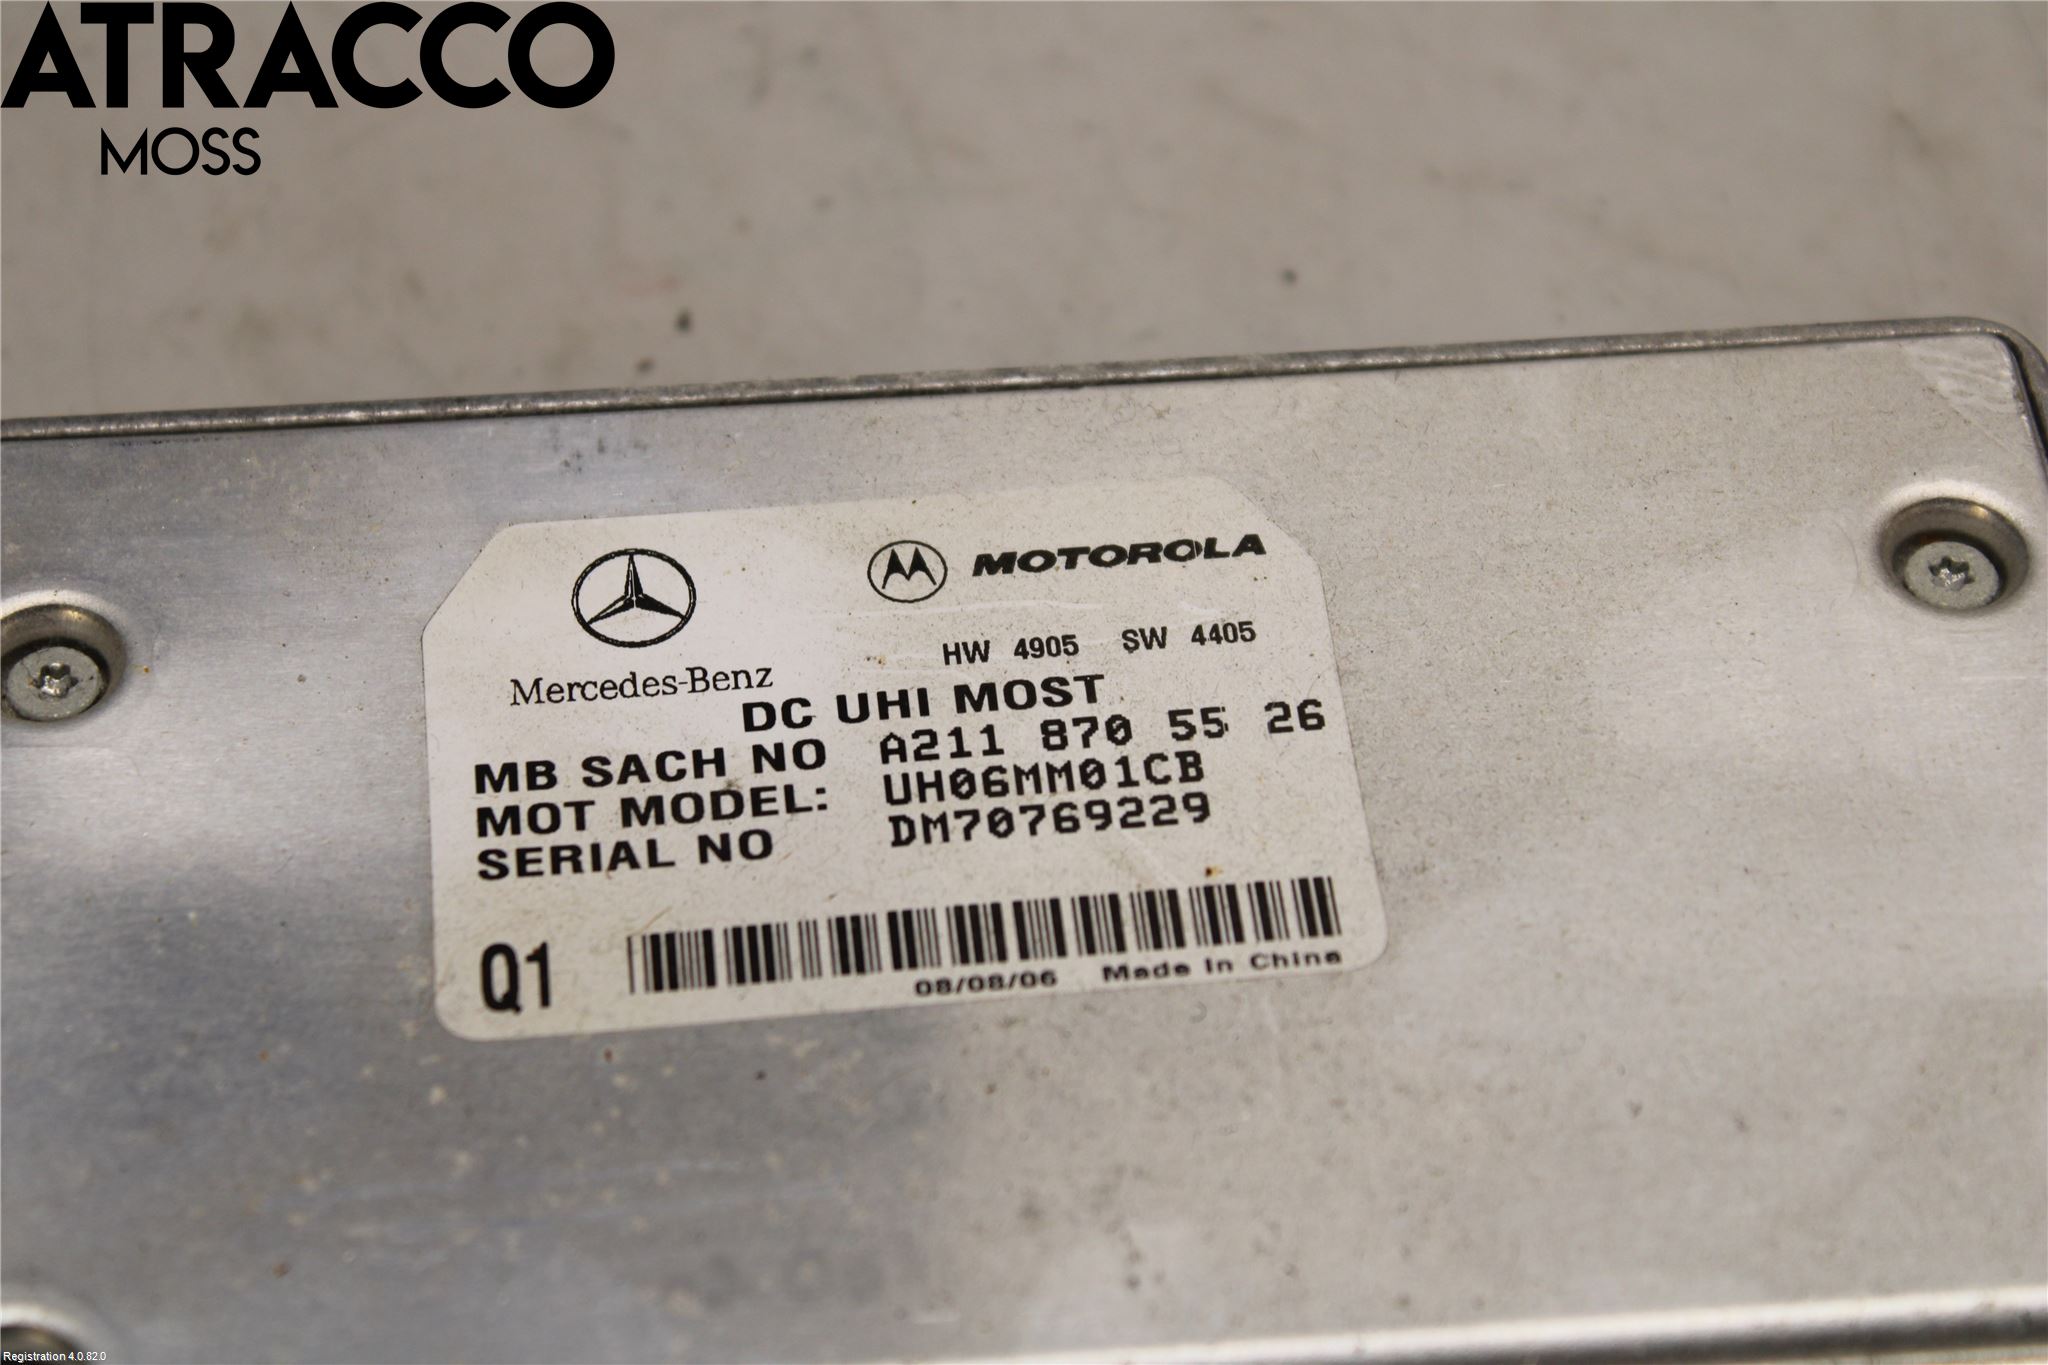 ATRACCO
MOSS
MOTOROLA
HW 4905 SW 4405
Mercedes-Benz
DC UHI MOST
MB SACH NO A211 870 55 26
MOT MODEL: UH06MM01CB
SERIAL NO DM70769229
Q1
08/08/06 Made In China
Registration 4.0.82.0